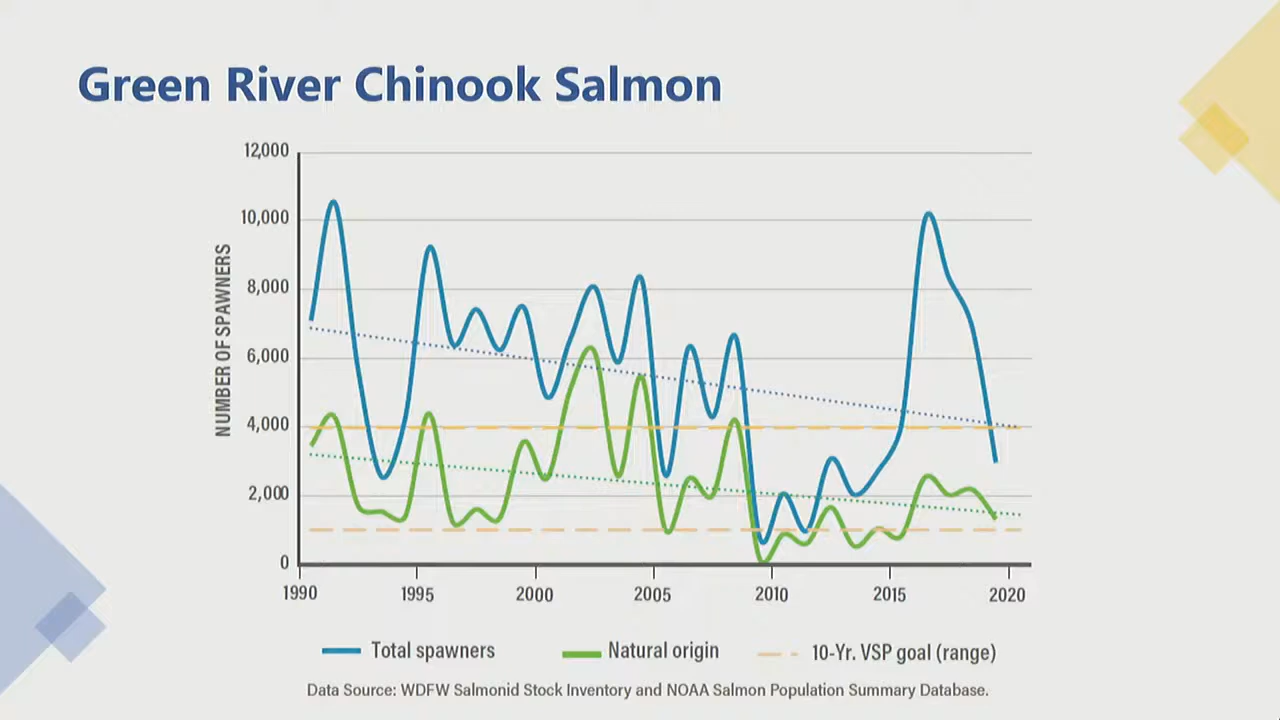 Green River Chinook Salmon
12,000
10,000
8,000
6,000
4,000
2,000
0
NUMBER OF SPAWNERS
1990 1995 2000 2005 2010 2015 2020
Total spawners Natural origin 10-Yr. VSP goal (range)
Data Source: WDFW Salmonid Stock Inventory and NOAA Salmon Population Summary Database.